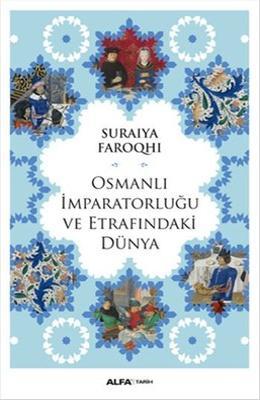 SURAIYA
FAROQHI
OSMANLI
İMPARATORLUĞU
VE ETRAFINDAKİ
DÜNYA
ALFA TARİH